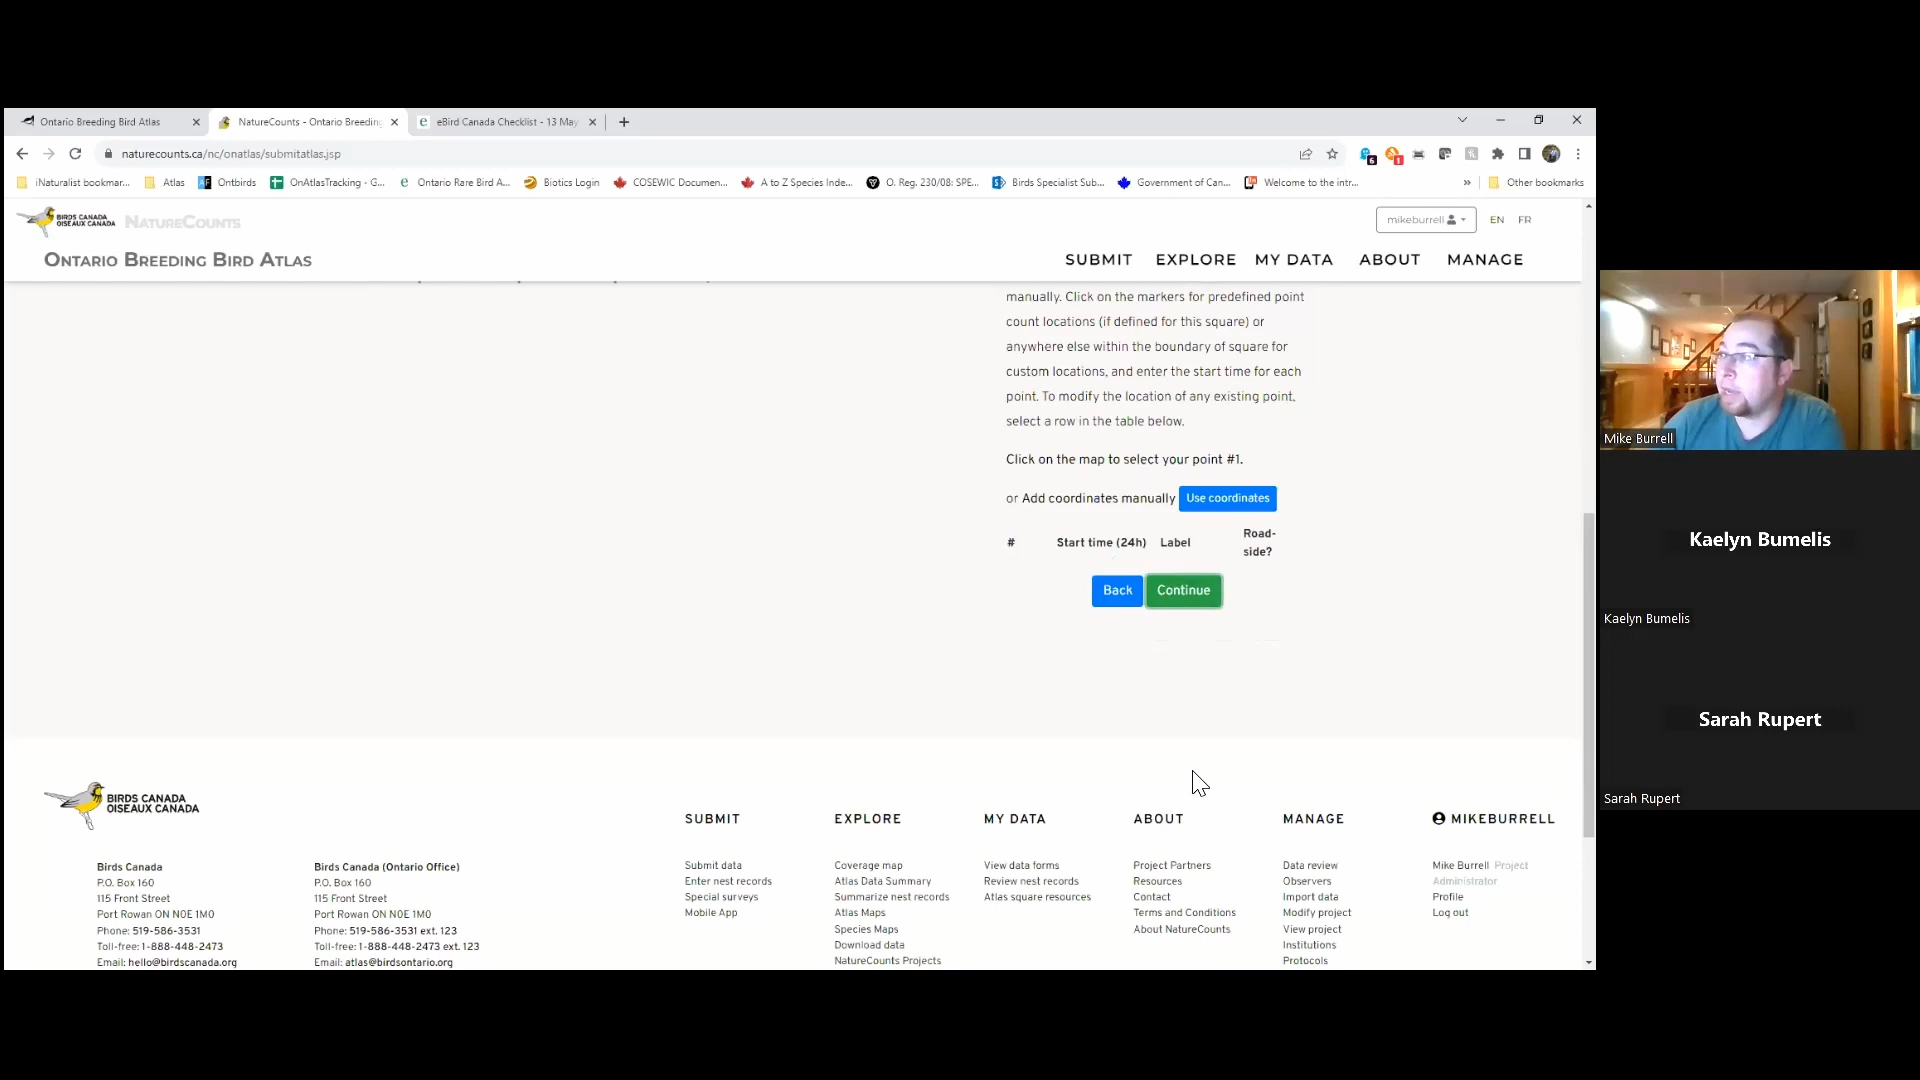 Ontario Breeding Bird Atlas
NatureCounts - Ontario Breeding
eBird Canada Checklist - 13 May
naturecounts.ca/nc/onatlas/submitatlas.jsp
6
1
iNaturalist bookmar...
Atlas
Ontbirds
OnAtlasTracking - G...
Ontario Rare Bird A...
Biotics Login
COSEWIC Documen...
A to Z Species Inde...
O. Reg. 230/08: SPE...
Birds Specialist Sub...
Government of Can...
Welcome to the intr...
»
Other bookmarks
BIRDS CANADA
OISEAUX CANADA
NATURECOUNTS
mikeburrell
EN
FR
ONTARIO BREEDING BIRD ATLAS
SUBMIT
EXPLORE
MY DATA
ABOUT
MANAGE
manually. Click on the markers for predefined point
count locations (if defined for this square) or
anywhere else within the boundary of square for
custom locations, and enter the start time for each
point. To modify the location of any existing point,
select a row in the table below.
Click on the map to select your point #1.
or Add coordinates manually Use coordinates
# Start time (24h) Label Road-
side?
Back Continue
BIRDS CANADA
OISEAUX CANADA
Birds Canada
P.O. Box 160
115 Front Street
Port Rowan ON N0E 1M0
Phone: 519-586-3531
Toll-free: 1-888-448-2473
Email: hello@birdscanada.org
Birds Canada (Ontario Office)
P.O. Box 160
115 Front Street
Port Rowan ON N0E 1M0
Phone: 519-586-3531 ext. 123
Toll-free: 1-888-448-2473 ext. 123
Email: atlas@birdsontario.org
SUBMIT
Submit data
Enter nest records
Special surveys
Mobile App
EXPLORE
Coverage map
Atlas Data Summary
Summarize nest records
Atlas Maps
Species Maps
Download data
NatureCounts Projects
MY DATA
View data forms
Review nest records
Atlas square resources
ABOUT
Project Partners
Resources
Contact
Terms and Conditions
About NatureCounts
MANAGE
Data review
Observers
Import data
Modify project
View project
Institutions
Protocols
MIKEBURRELL
Mike Burrell Project
Administrator
Profile
Log out
Mike Burrell
Kaelyn Bumelis
Kaelyn Bumelis
Sarah Rupert
Sarah Rupert